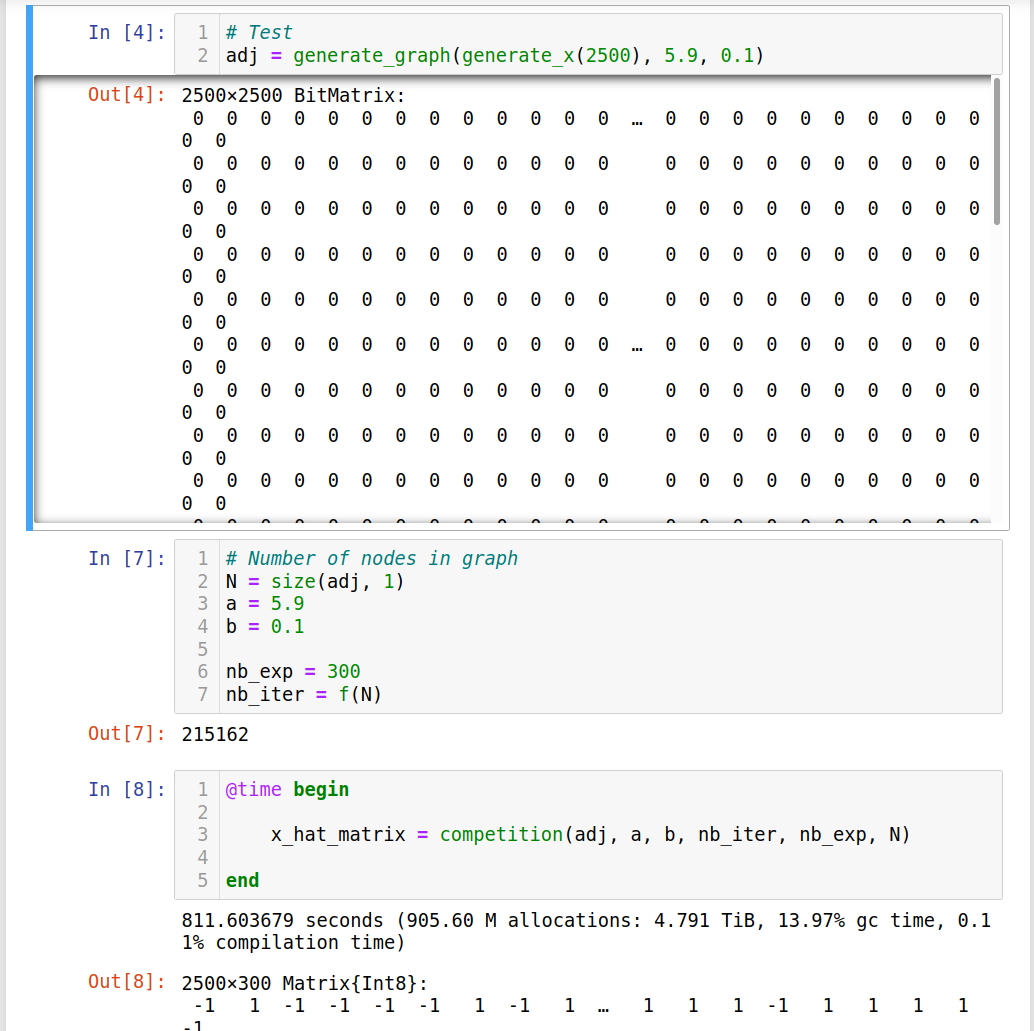 In [4]:
1 # Test
2 adj = generate_graph(generate_x(2500), 5.9, 0.1)
Out[4]: 2500×2500 BitMatrix:
0 0 0 0 0 0 0 0 0 0 0 0 0 … 0 0 0 0 0 0 0 0 0 0
0 0
0 0 0 0 0 0 0 0 0 0 0 0 0 0 0 0 0 0 0 0 0 0 0
0 0
0 0 0 0 0 0 0 0 0 0 0 0 0 0 0 0 0 0 0 0 0 0 0
0 0
0 0 0 0 0 0 0 0 0 0 0 0 0 0 0 0 0 0 0 0 0 0 0
0 0
0 0 0 0 0 0 0 0 0 0 0 0 0 0 0 0 0 0 0 0 0 0 0
0 0
0 0 0 0 0 0 0 0 0 0 0 0 0 … 0 0 0 0 0 0 0 0 0 0
0 0
0 0 0 0 0 0 0 0 0 0 0 0 0 0 0 0 0 0 0 0 0 0 0
0 0
0 0 0 0 0 0 0 0 0 0 0 0 0 0 0 0 0 0 0 0 0 0 0
0 0
0 0 0 0 0 0 0 0 0 0 0 0 0 0 0 0 0 0 0 0 0 0 0
0 0
In [7]:
1 # Number of nodes in graph
2 N = size(adj, 1)
3 a = 5.9
4 b = 0.1
5
6 nb_exp = 300
7 nb_iter = f(N)
Out[7]: 215162
In [8]:
1 @time begin
2
3 x_hat_matrix = competition(adj, a, b, nb_iter, nb_exp, N)
4
5 end
811.603679 seconds (905.60 M allocations: 4.791 TiB, 13.97% gc time, 0.1
1% compilation time)
Out[8]: 2500×300 Matrix{Int8}:
-1 1 -1 -1 -1 -1 1 -1 1 … 1 1 1 -1 1 1 1 1
-1